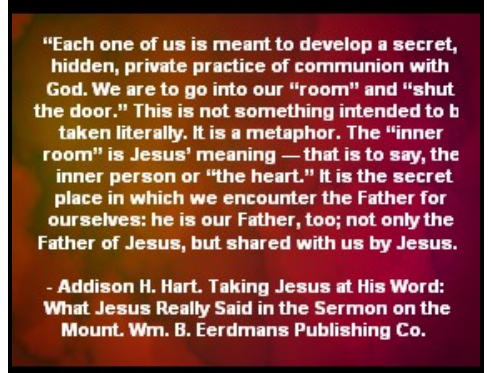 “Each one of us is meant to develop a secret,
hidden, private practice of communion with
God. We are to go into our “room” and “shut
the door.” This is not something intended to b
taken literally. It is a metaphor. The “inner
room” is Jesus’ meaning — that is to say, the
inner person or “the heart.” It is the secret
place in which we encounter the Father for
ourselves: he is our Father, too; not only the
Father of Jesus, but shared with us by Jesus.
- Addison H. Hart. Taking Jesus at His Word:
What Jesus Really Said in the Sermon on the
Mount. Wm. B. Eerdmans Publishing Co.